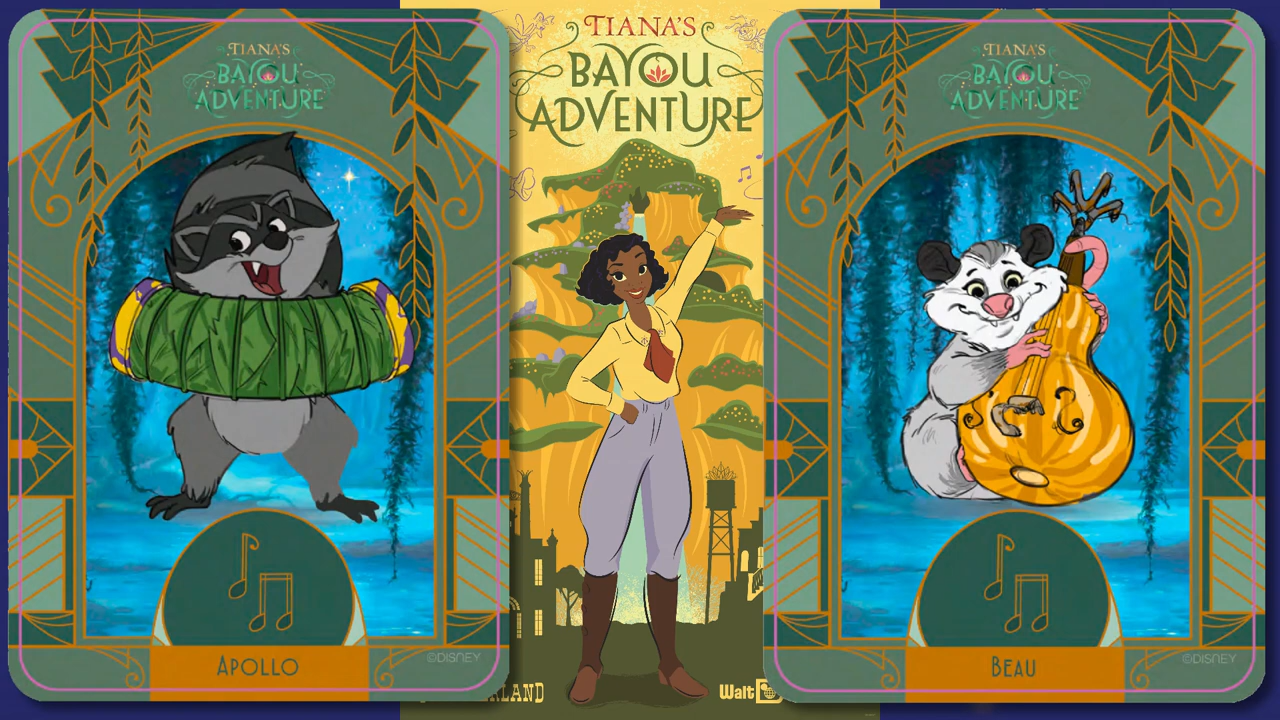 TIANA'S
BAYOU
ADVENTURE
APOLLO
©DISNEY
TIANA'S
BAYOU
ADVENTURE
LAND
Walt D
TIANA'S
BAYOU
ADVENTURE
BEAU
©DISNEY